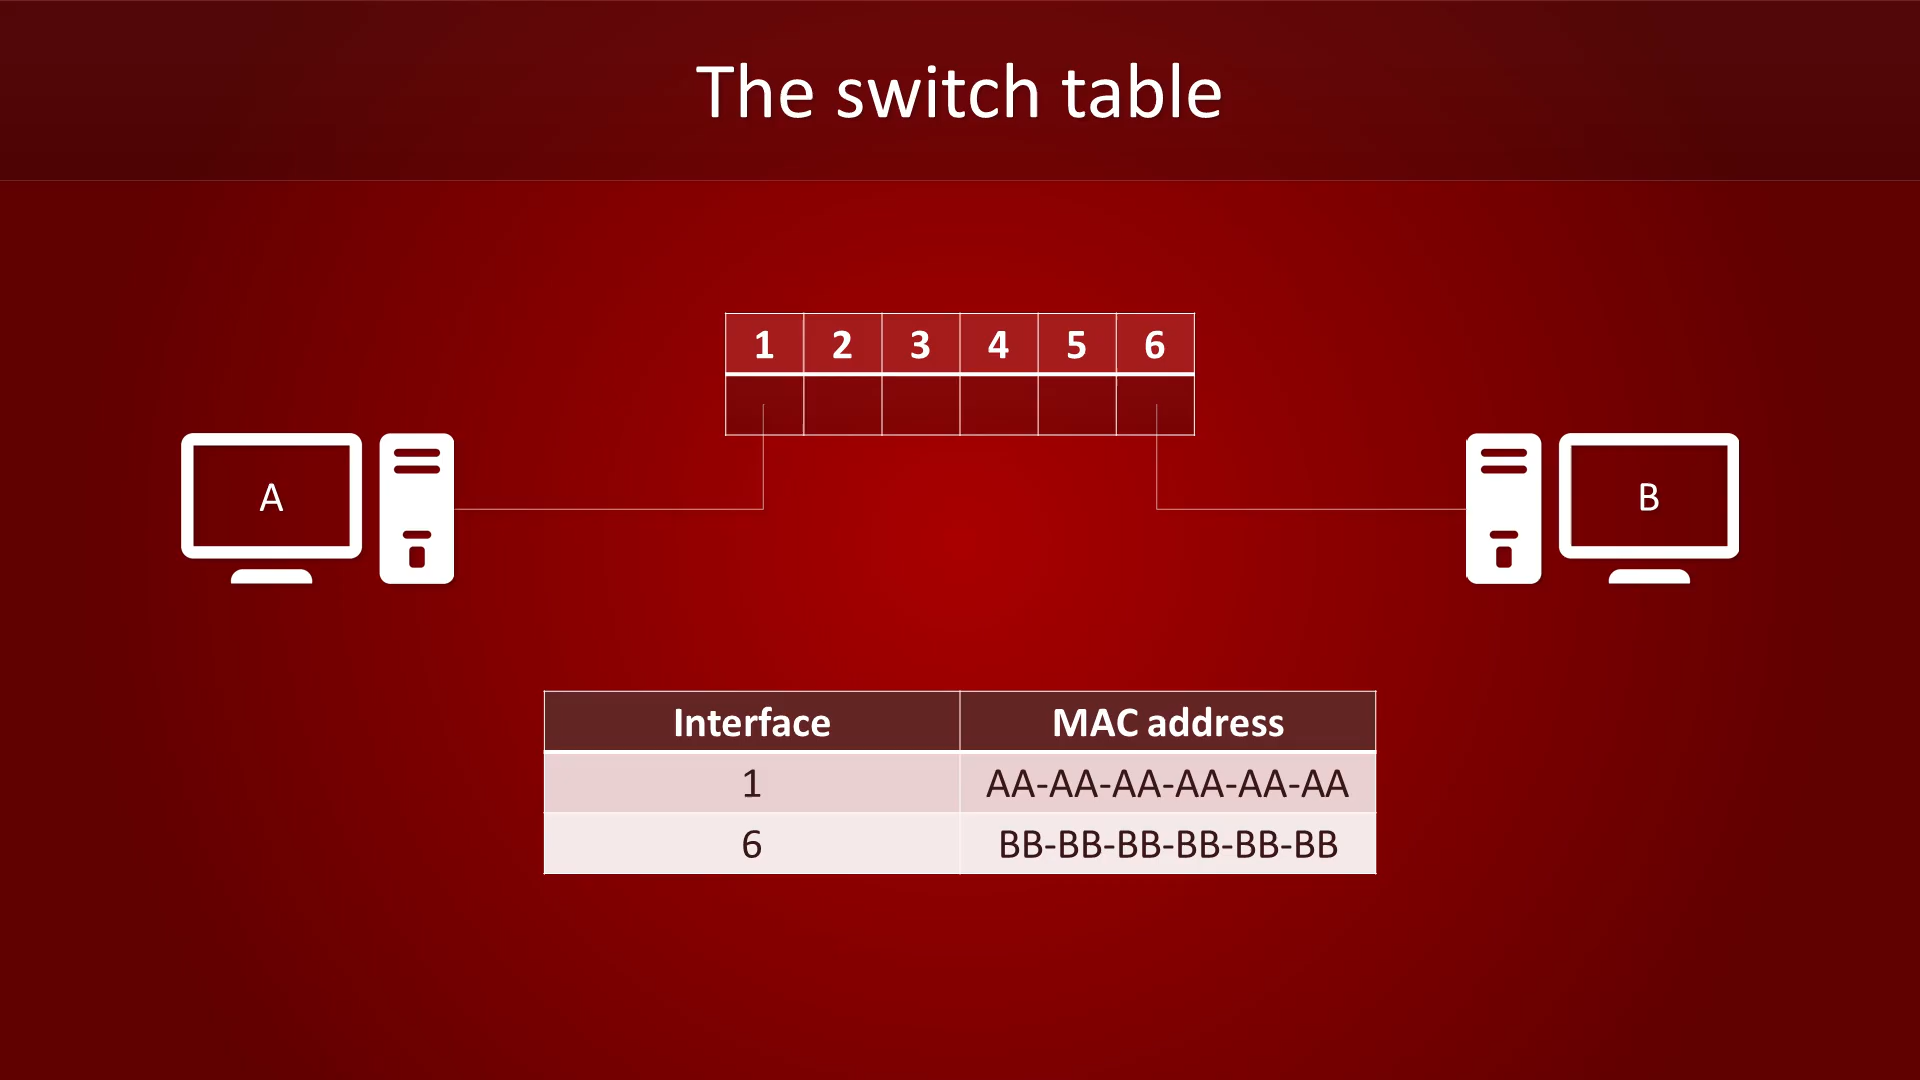 The switch table
1 2 3 4 5 6
A
B
Interface MAC address
1 AA-AA-AA-AA-AA-AA
6 BB-BB-BB-BB-BB-BB